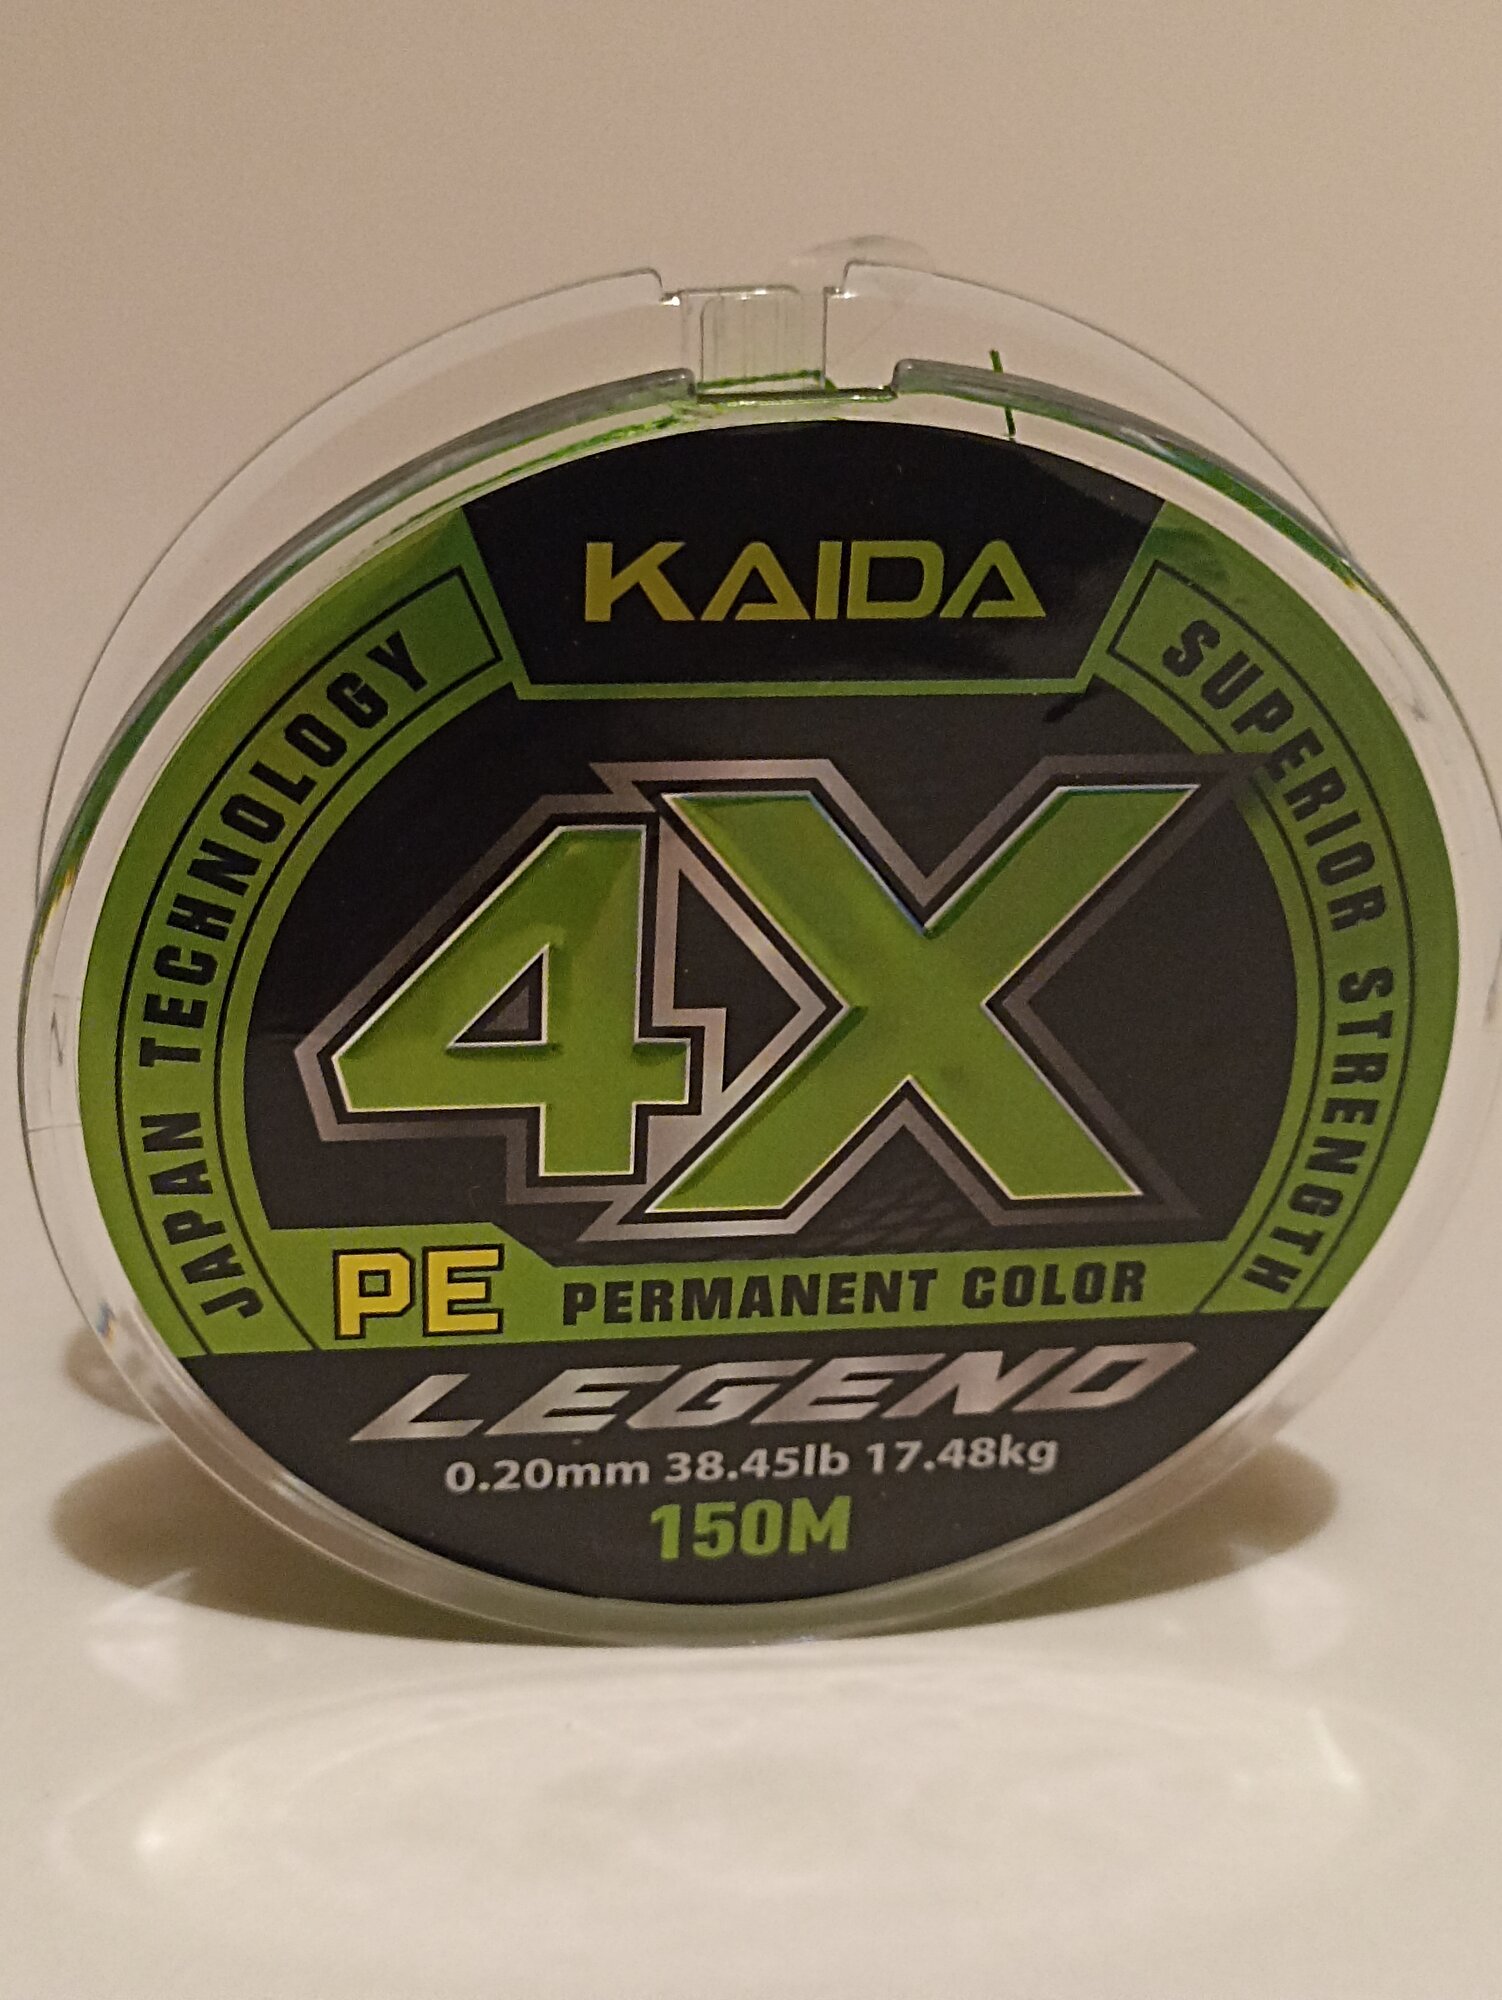 KAIDA
JAPAN TECHNOLOGY
SUPERIOR STRENGTH
4X
PE PERMANENT COLOR
LEGEND
0.20mm 38.45lb 17.48kg
150M